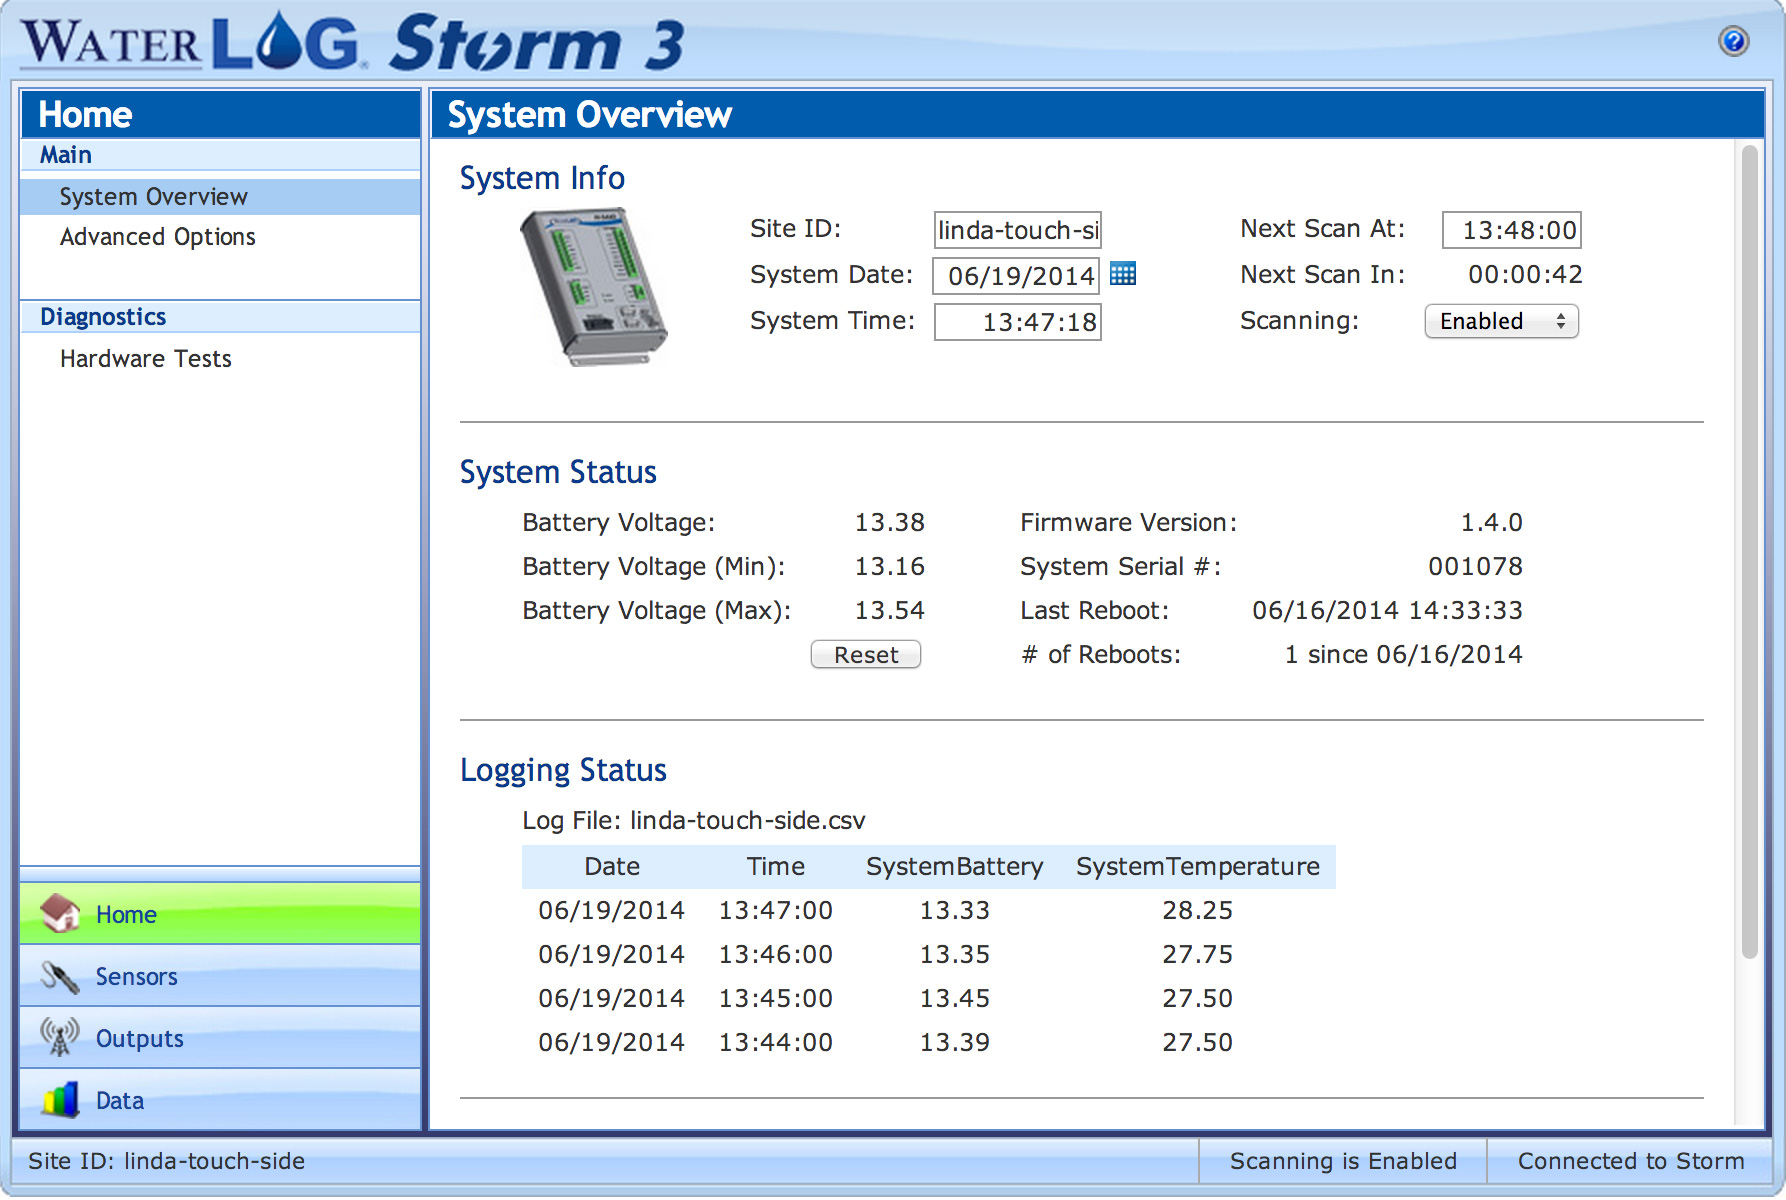 WATERLOG® Storm 3
Home
Main
System Overview
Advanced Options
Diagnostics
Hardware Tests
Home
Sensors
Outputs
Data
System Overview
System Info
Site ID: linda-touch-si
System Date: 06/19/2014
System Time: 13:47:18
Next Scan At: 13:48:00
Next Scan In: 00:00:42
Scanning: Enabled
System Status
Battery Voltage: 13.38
Battery Voltage (Min): 13.16
Battery Voltage (Max): 13.54
Reset
Firmware Version: 1.4.0
System Serial #: 001078
Last Reboot: 06/16/2014 14:33:33
# of Reboots: 1 since 06/16/2014
Logging Status
Log File: linda-touch-side.csv
Date Time SystemBattery SystemTemperature
06/19/2014 13:47:00 13.33 28.25
06/19/2014 13:46:00 13.35 27.75
06/19/2014 13:45:00 13.45 27.50
06/19/2014 13:44:00 13.39 27.50
Site ID: linda-touch-side
Scanning is Enabled
Connected to Storm